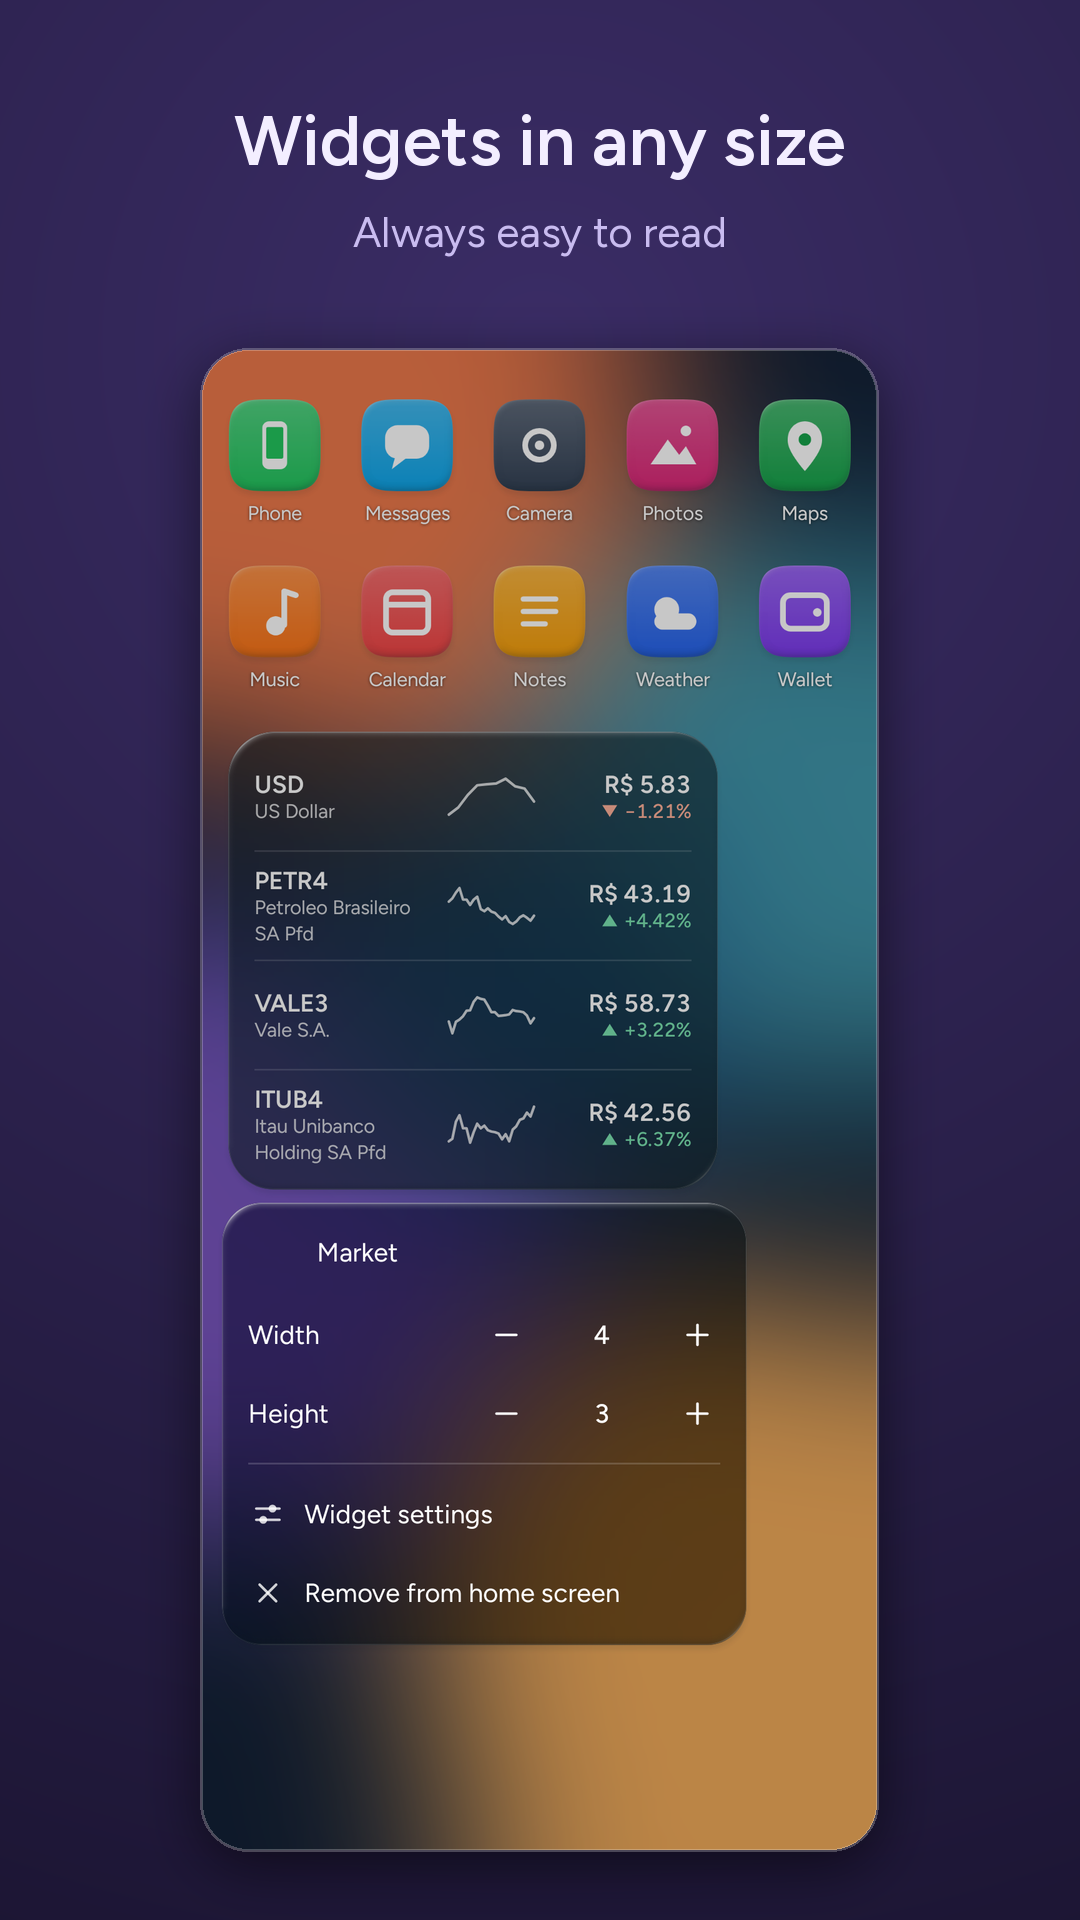 Widgets in any size
Always easy to read
Phone Messages Camera Photos Maps
Music Calendar Notes Weather Wallet
USD
US Dollar
R$ 5.83
▼ -1.21%
PETR4
Petroleo Brasileiro
SA Pfd
R$ 43.19
▲ +4.42%
VALE3
Vale S.A.
R$ 58.73
▲ +3.22%
ITUB4
Itau Unibanco
Holding SA Pfd
R$ 42.56
▲ +6.37%
Market
Width − 4 +
Height − 3 +
Widget settings
Remove from home screen